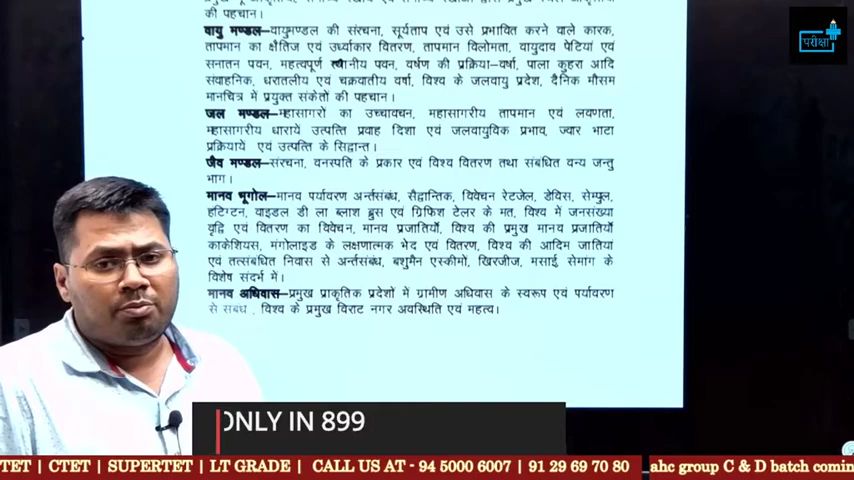 की पहचान।
वायु मण्डल–वायुमण्डल की संरचना, सूर्यताप एवं उसे प्रभावित करने वाले कारक,
तापमान का क्षैतिज एवं उर्ध्वाकार वितरण, तापमान विलोमता, वायुदाय पेटियां एवं
सनातन पवन, महत्वपूर्ण स्थानीय पवन, वर्षण की प्रक्रिया–वर्षा, पाला कुहरा आदि
संवाहनिक, धरातलीय एवं चक्रवातीय वर्षा, विश्व के जलवायु प्रदेश, दैनिक मौसम
मानचित्र में प्रयुक्त संकेतों की पहचान।
जल मण्डल–महासागरों का उच्चावचन, महासागरीय तापमान एवं लवणता,
महासागरीय धारायें उत्पत्ति प्रवाह दिशा एवं जलवायुविक प्रभाव, ज्वार भाटा
प्रक्रियायें एवं उत्पत्ति के सिद्वान्त।
जैव मण्डल–संरचना, वनस्पति के प्रकार एवं विश्व वितरण तथा संबधित वन्य जन्तु
भाग।
मानव भूगोल–मानव पर्यावरण अर्न्तसंबंध, सैद्वान्तिक, विवेचन रेटजेल, डेविस, सेम्पुल,
हटिंग्टन, वाइडल डी ला ब्लाश ब्रुस एवं ग्रिफिश टेलर के मत, विश्व में जनसंख्या
वृद्वि एवं वितरण का विवेचन, मानव प्रजातियों, विश्व की प्रमुख मानव प्रजातियों
काकेशियस, मंगोलाइड के लक्षणात्मक भेद एवं वितरण, विश्व की आदिम जातियां
एवं तत्संबधित निवास से अर्न्तसंबंध, बशुमैन एस्कीमो, खिरजीज, मसाई सेमांग के
विशेष संदर्भ में।
मानव अधिवास–प्रमुख प्राकृतिक प्रदेशों में ग्रामीण अधिवास के स्वरूप एवं पर्यावरण
से संबंध , विश्व के प्रमुख विराट नगर अवस्थिति एवं महत्व।
परीक्षा
ONLY IN 899
TET | CTET | SUPERTET | LT GRADE | CALL US AT - 94 5000 6007 | 91 29 69 70 80 ahc group C & D batch comin